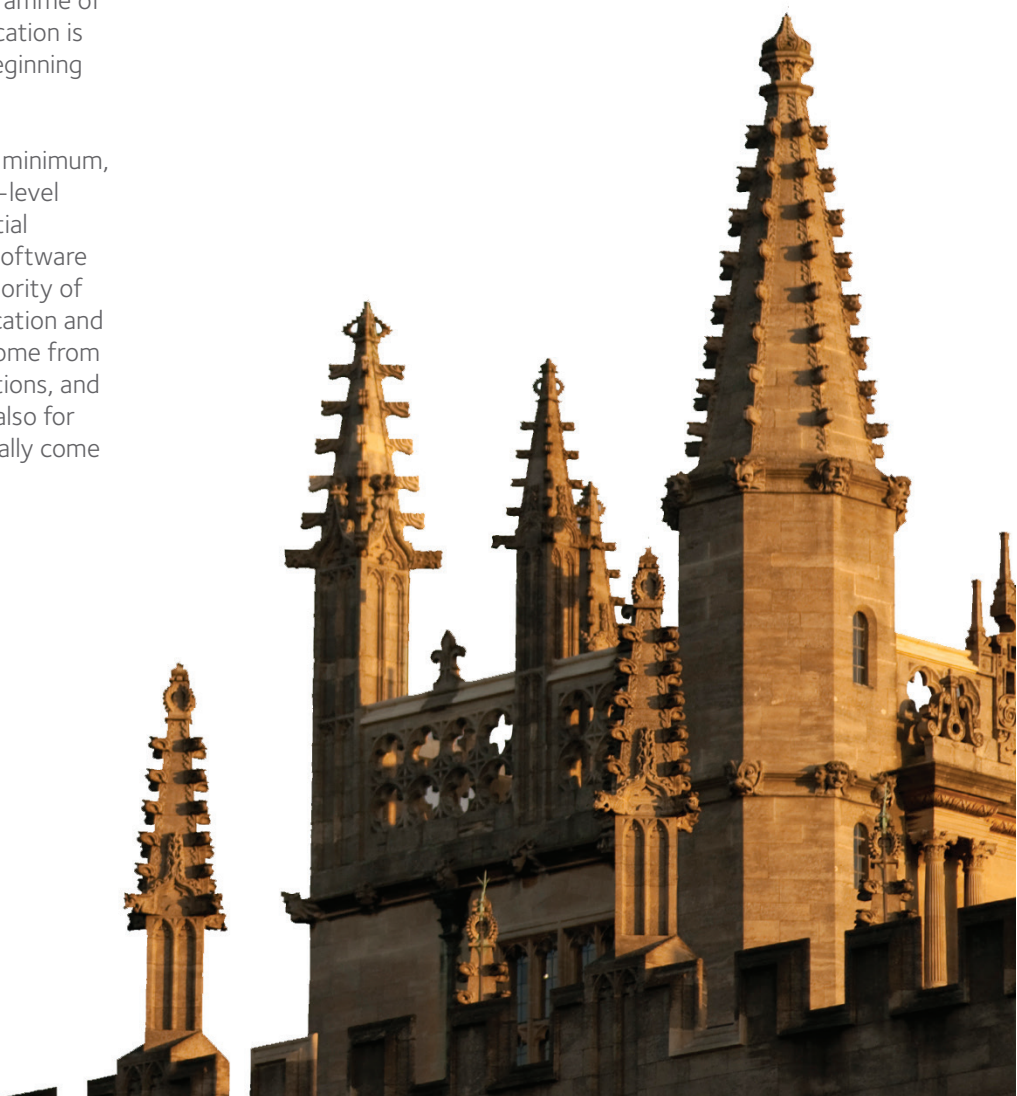 ramme of
cation is
eginning
minimum,
-level
tial
oftware
ority of
cation and
ome from
tions, and
also for
ally come